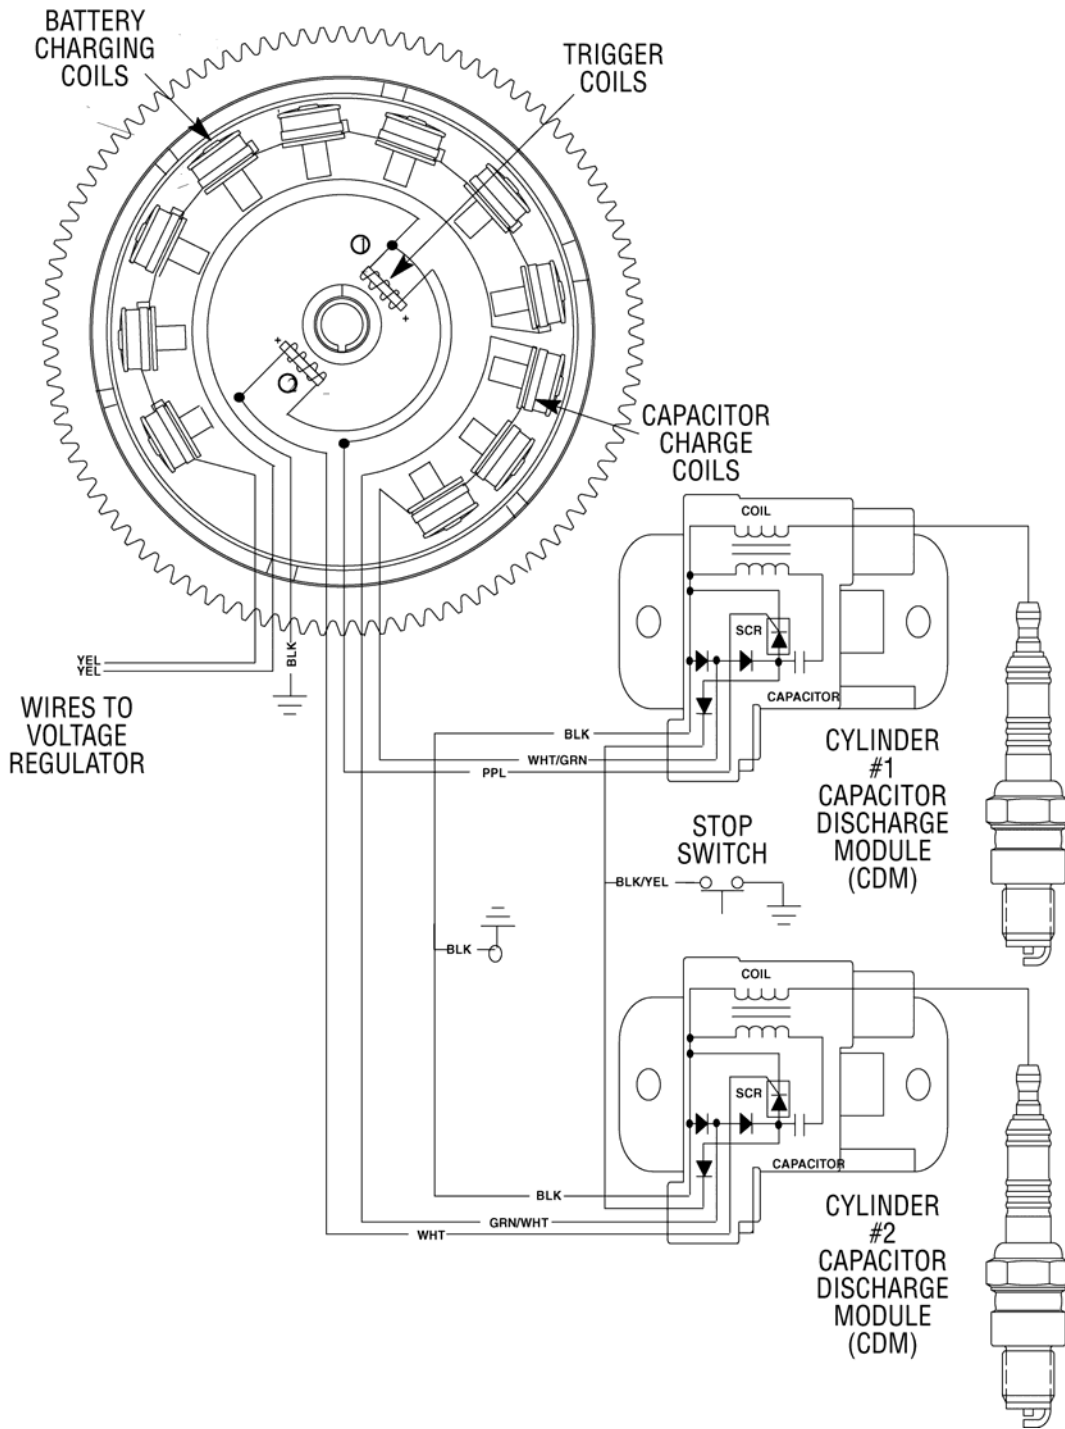 BATTERY
CHARGING
COILS
TRIGGER
COILS
1
+
+
2
-
CAPACITOR
CHARGE
COILS
COIL
SCR
CAPACITOR
YEL
YEL
BLK
WIRES TO
VOLTAGE
REGULATOR
BLK
WHT/GRN
PPL
CYLINDER
#1
CAPACITOR
DISCHARGE
MODULE
(CDM)
STOP
SWITCH
BLK/YEL
BLK
COIL
SCR
CAPACITOR
BLK
GRN/WHT
WHT
CYLINDER
#2
CAPACITOR
DISCHARGE
MODULE
(CDM)